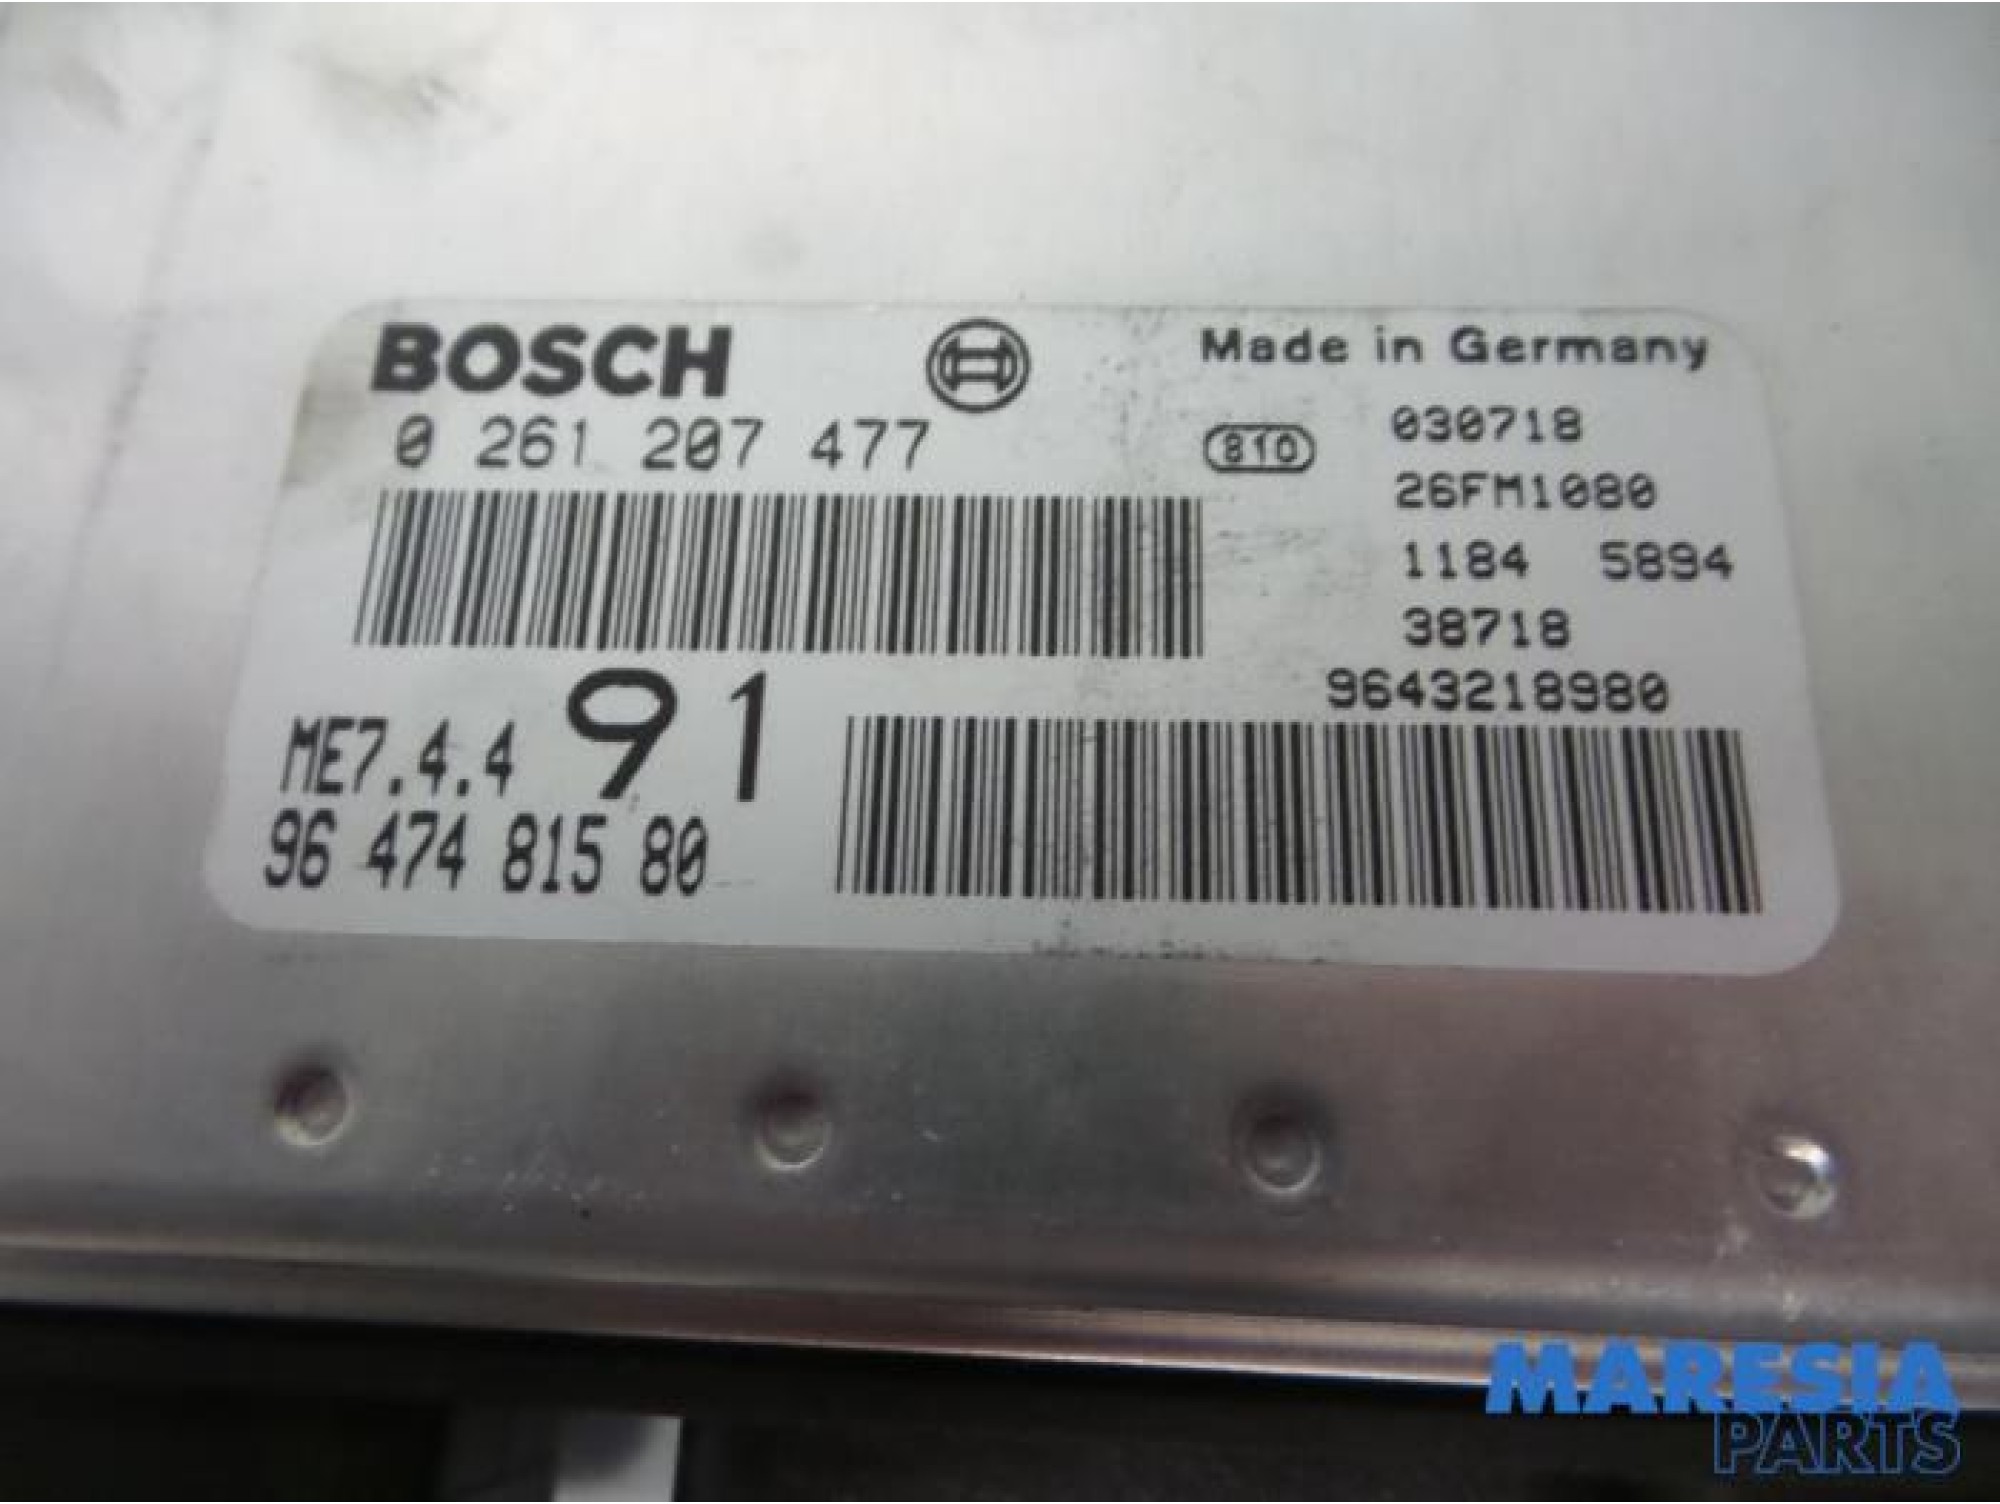 BOSCH
Made in Germany
0 261 207 477
810
030718
26FM1080
1184 5894
38718
9643218980
ME7.4.4 91
96 474 815 80
MARESIA
PARTS